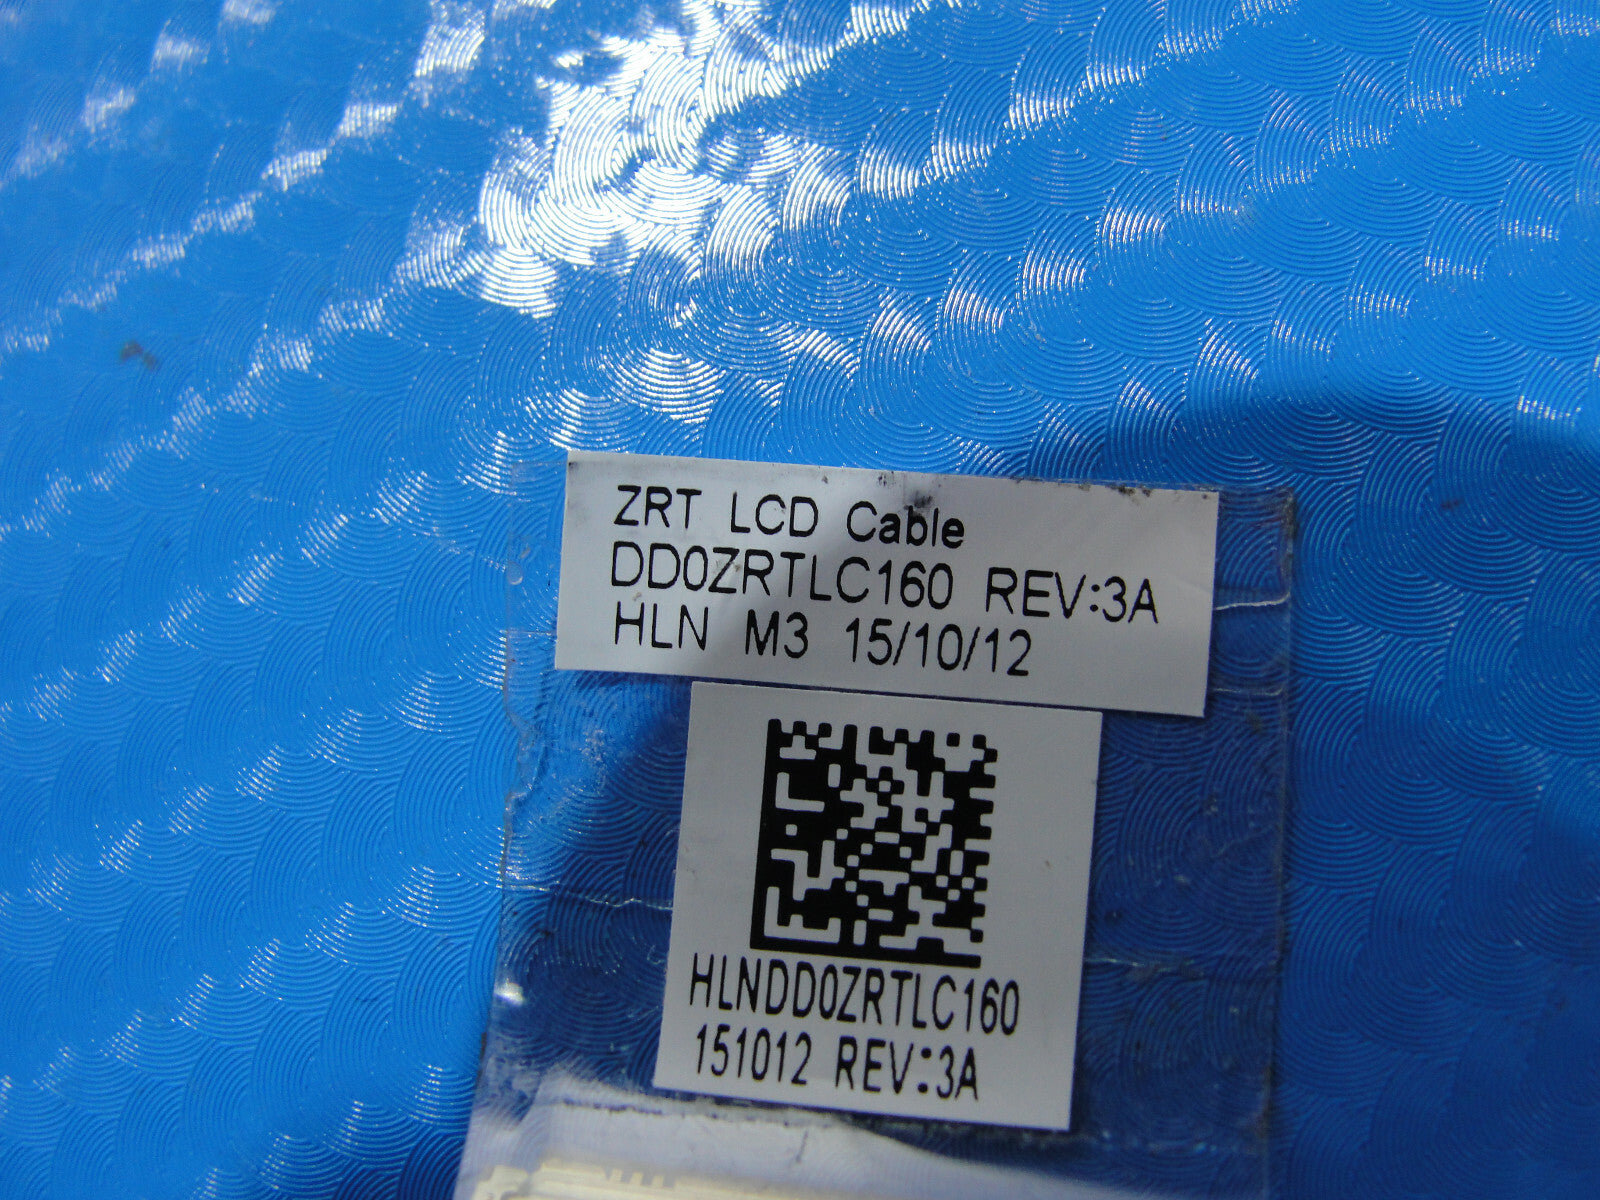 ZRT LCD Cable
DD0ZRTLC160 REV:3A
HLN M3 15/10/12
HLNDD0ZRTLC160
151012 REV:3A